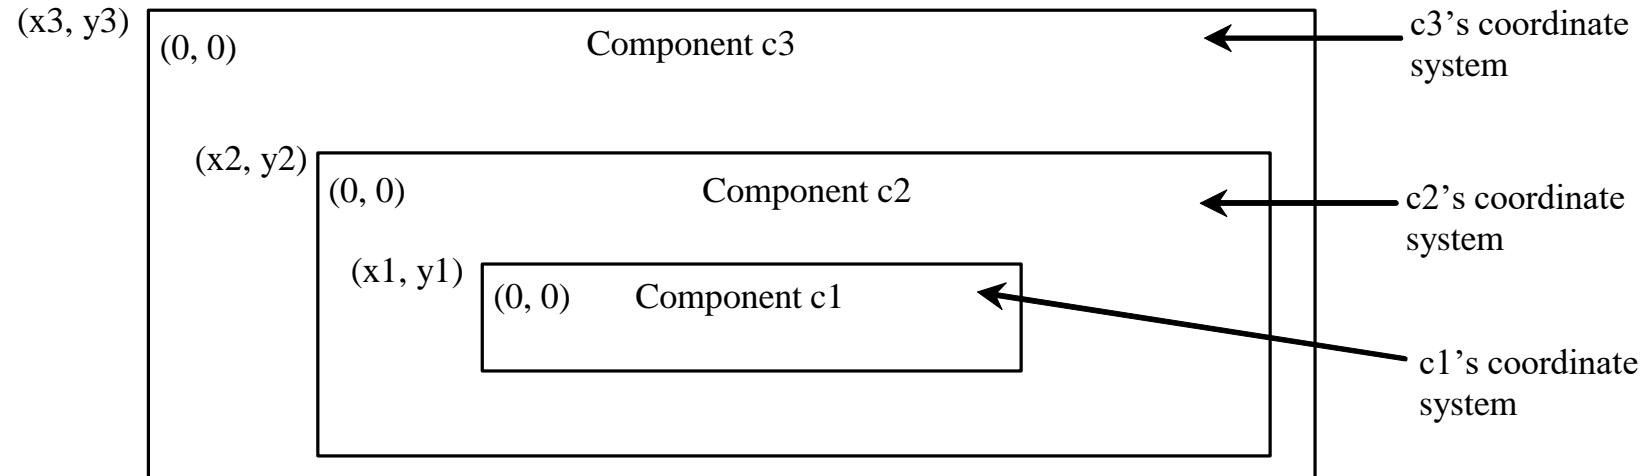 (x3, y3)
(0, 0)
Component c3
c3’s coordinate
system
(x2, y2)
(0, 0)
Component c2
c2’s coordinate
system
(x1, y1)
(0, 0)
Component c1
c1’s coordinate
system